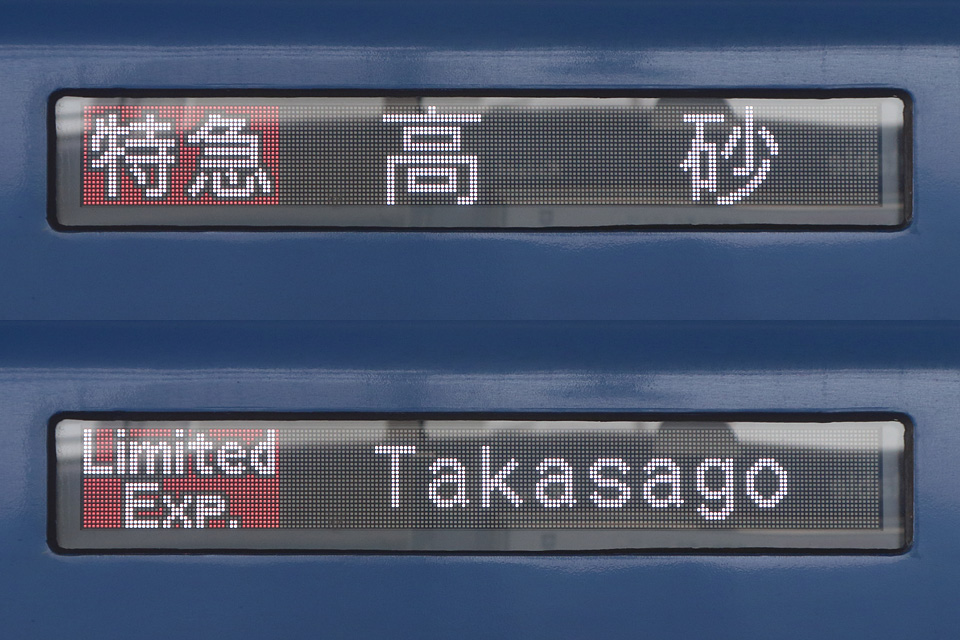 特急 高砂
Limited Exp. Takasago